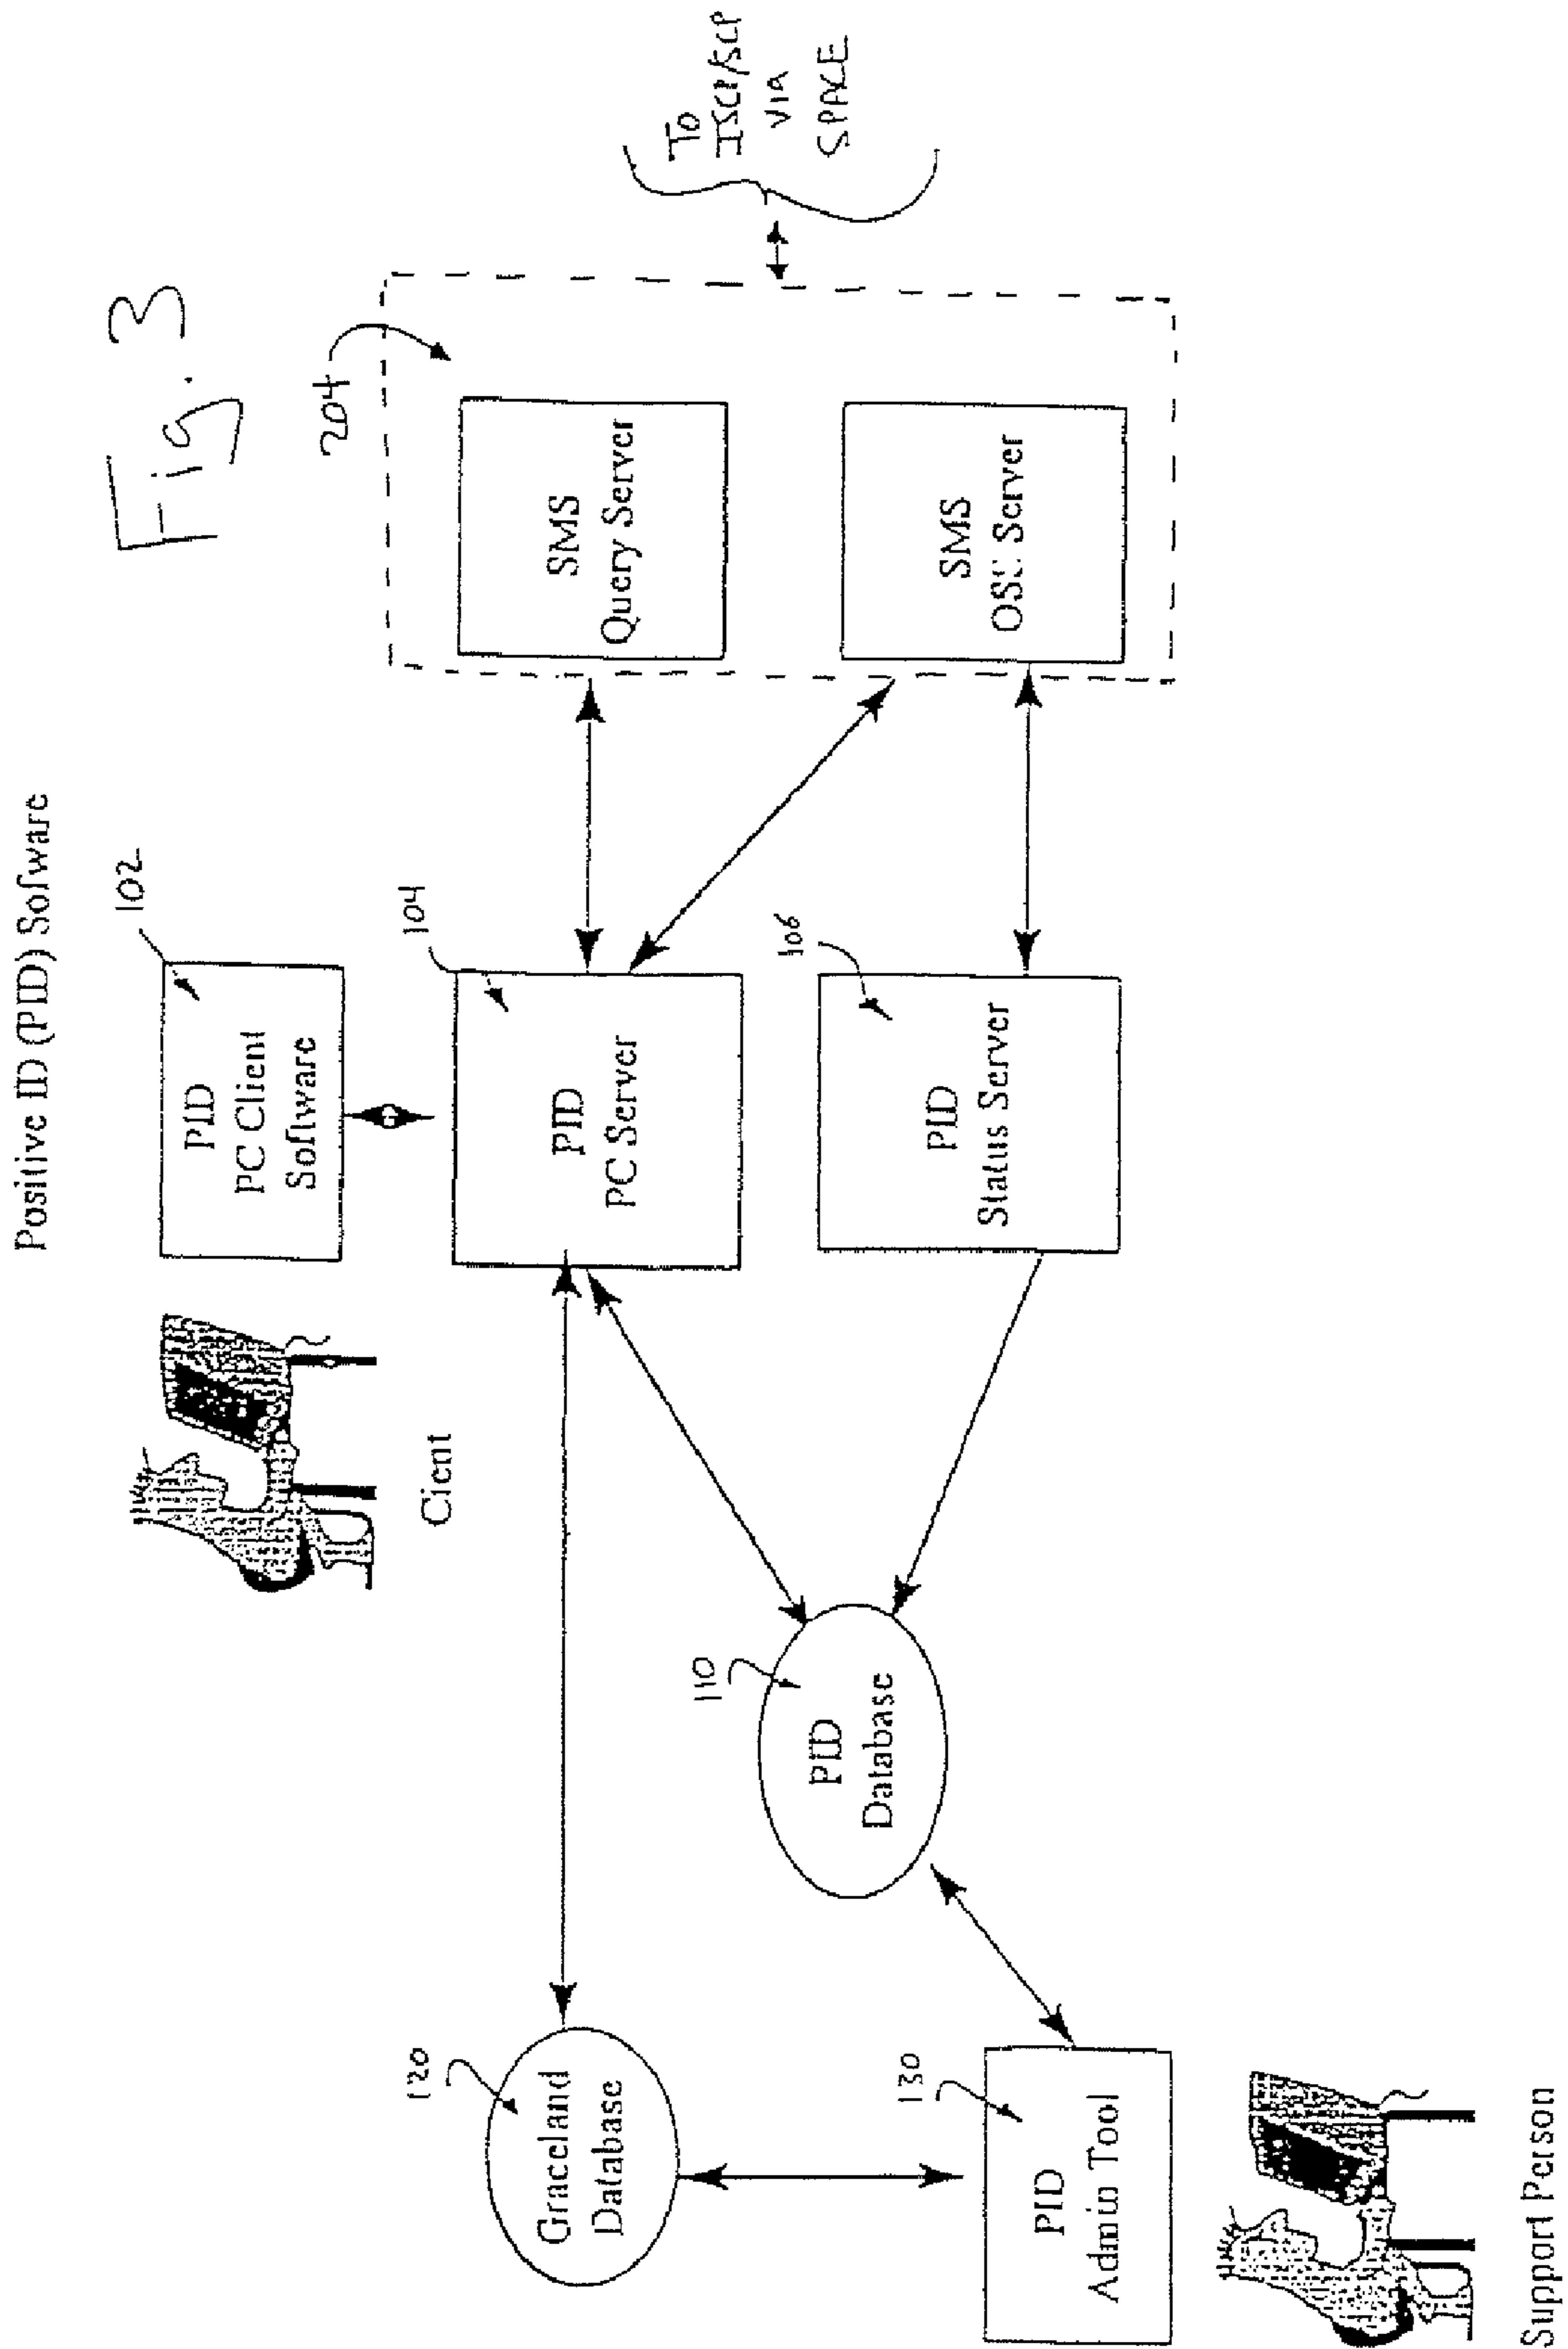 Positive ID (PID) Sofware
Fig. 3
102
PID
PC Client
Software
Cient
104
PID
PC Server
204
SMS
Query Server
To
ISCP/SCP
VIA
SPACE
120
Graceland
Database
110
PID
Database
106
PID
Status Server
SMS
Server
130
PID
Admin Tool
Support Person